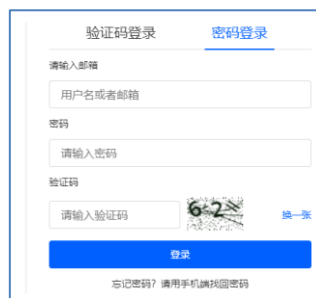 验证码登录 密码登录
请输入邮箱
用户名或者邮箱
密码
请输入密码
验证码
请输入验证码 换一张
登录
忘记密码？请用手机端找回密码